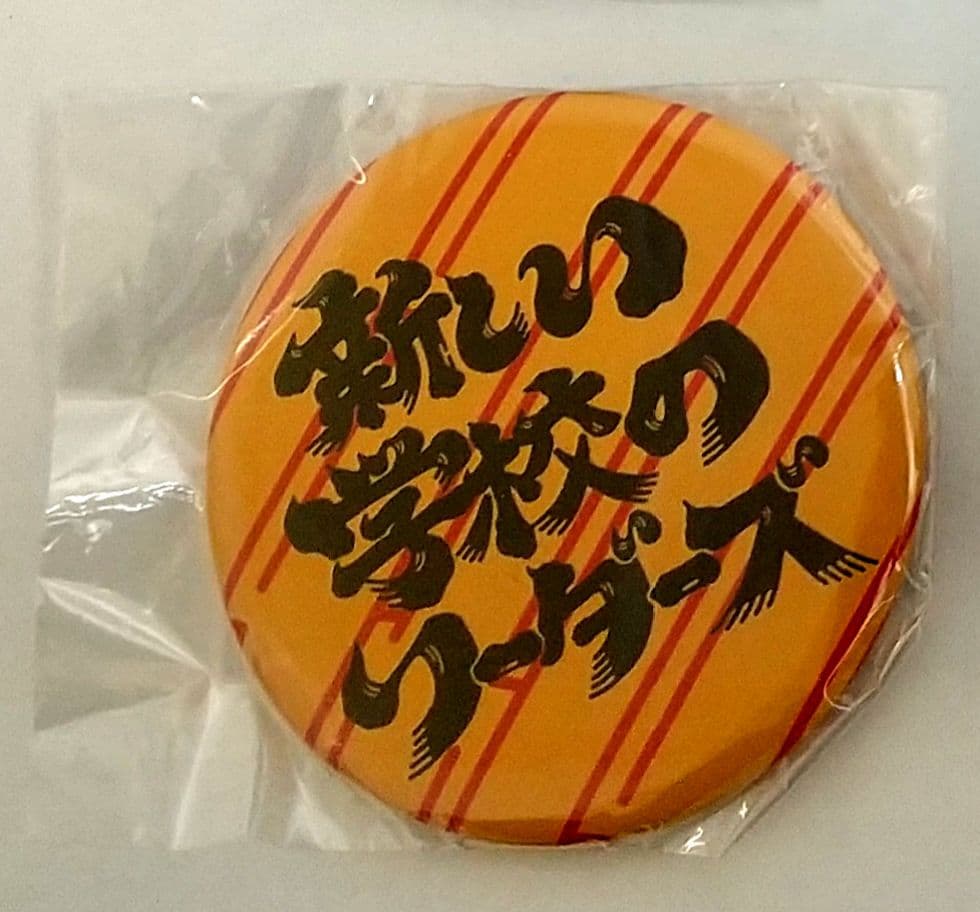 新しい
学校の
リーダーズ